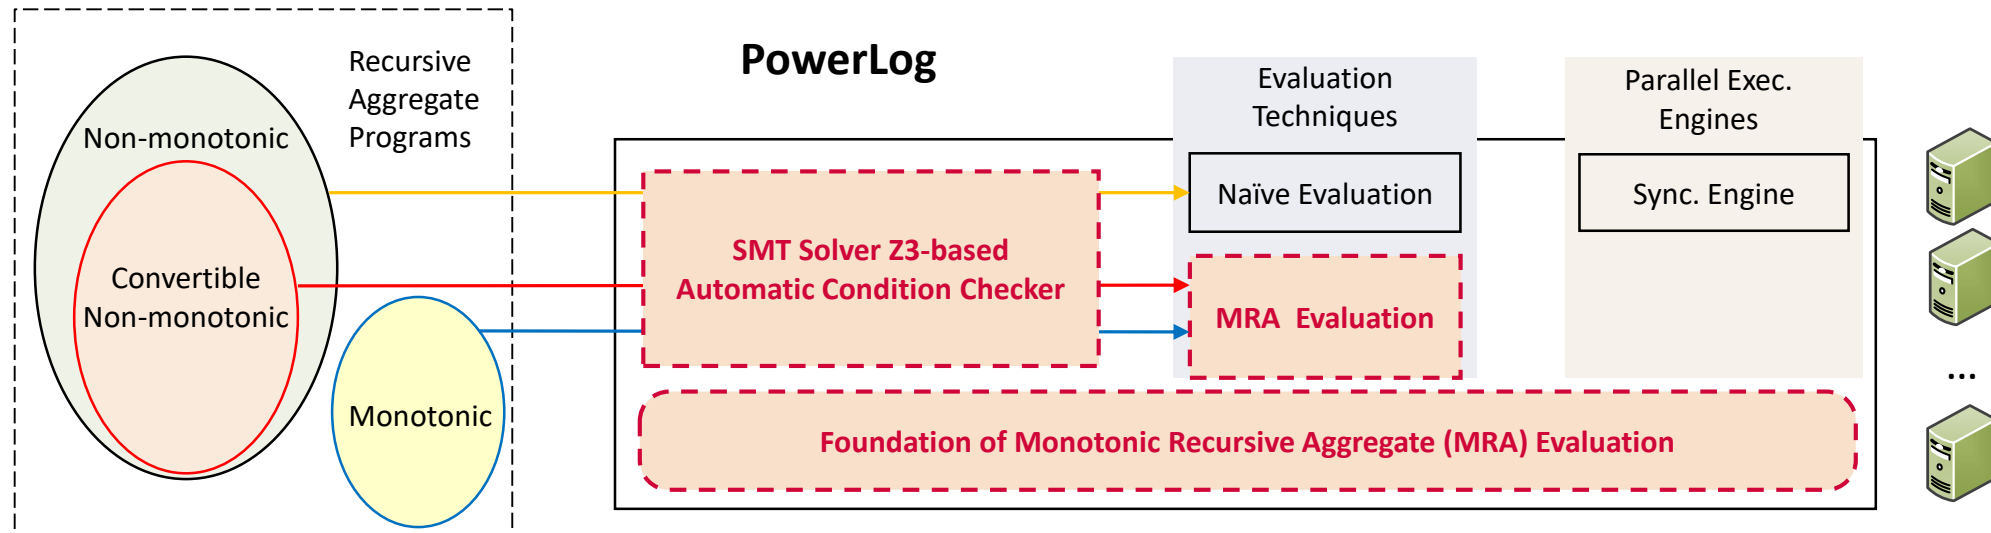 PowerLog
Recursive
Aggregate
Programs
Non-monotonic
Convertible
Non-monotonic
Monotonic
SMT Solver Z3-based
Automatic Condition Checker
Evaluation
Techniques
Naïve Evaluation
MRA Evaluation
Parallel Exec.
Engines
Sync. Engine
...
Foundation of Monotonic Recursive Aggregate (MRA) Evaluation